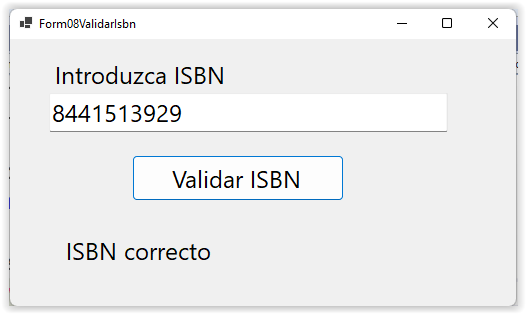 Form08ValidarIsbn
Introduzca ISBN
8441513929
Validar ISBN
ISBN correcto